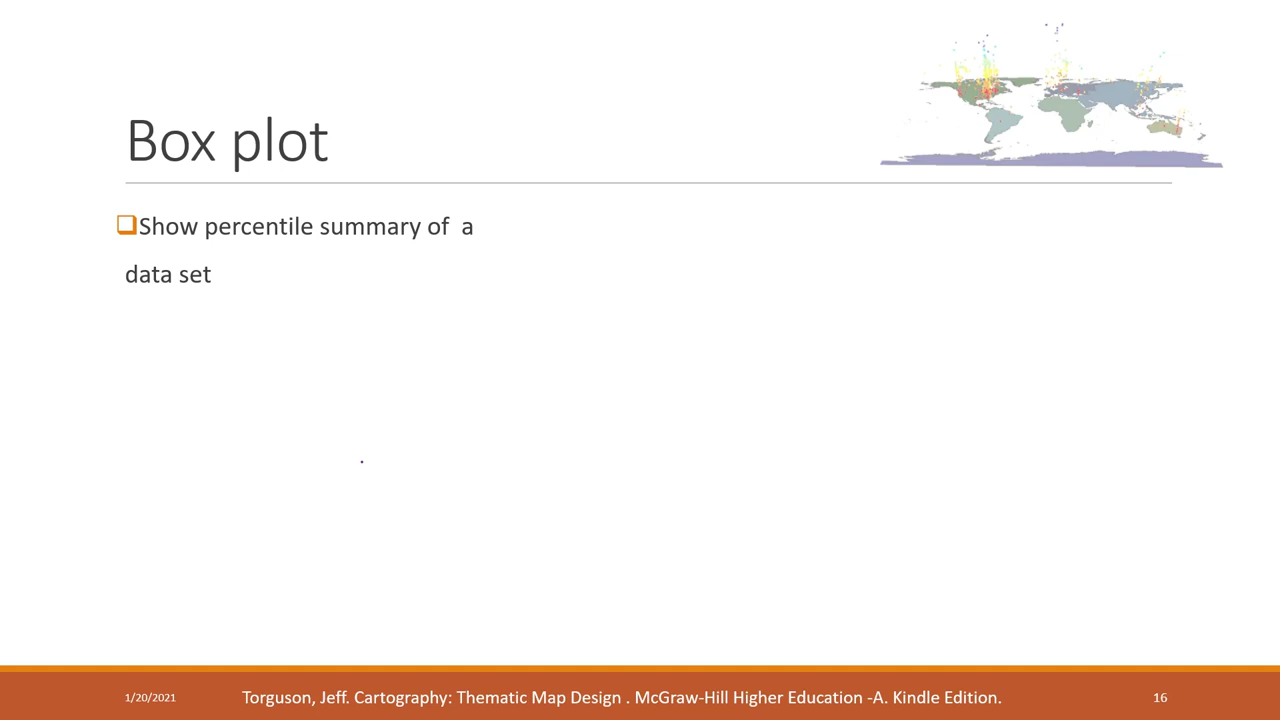 Box plot
❑Show percentile summary of a
data set
.
1/20/2021
Torguson, Jeff. Cartography: Thematic Map Design . McGraw-Hill Higher Education -A. Kindle Edition.
16